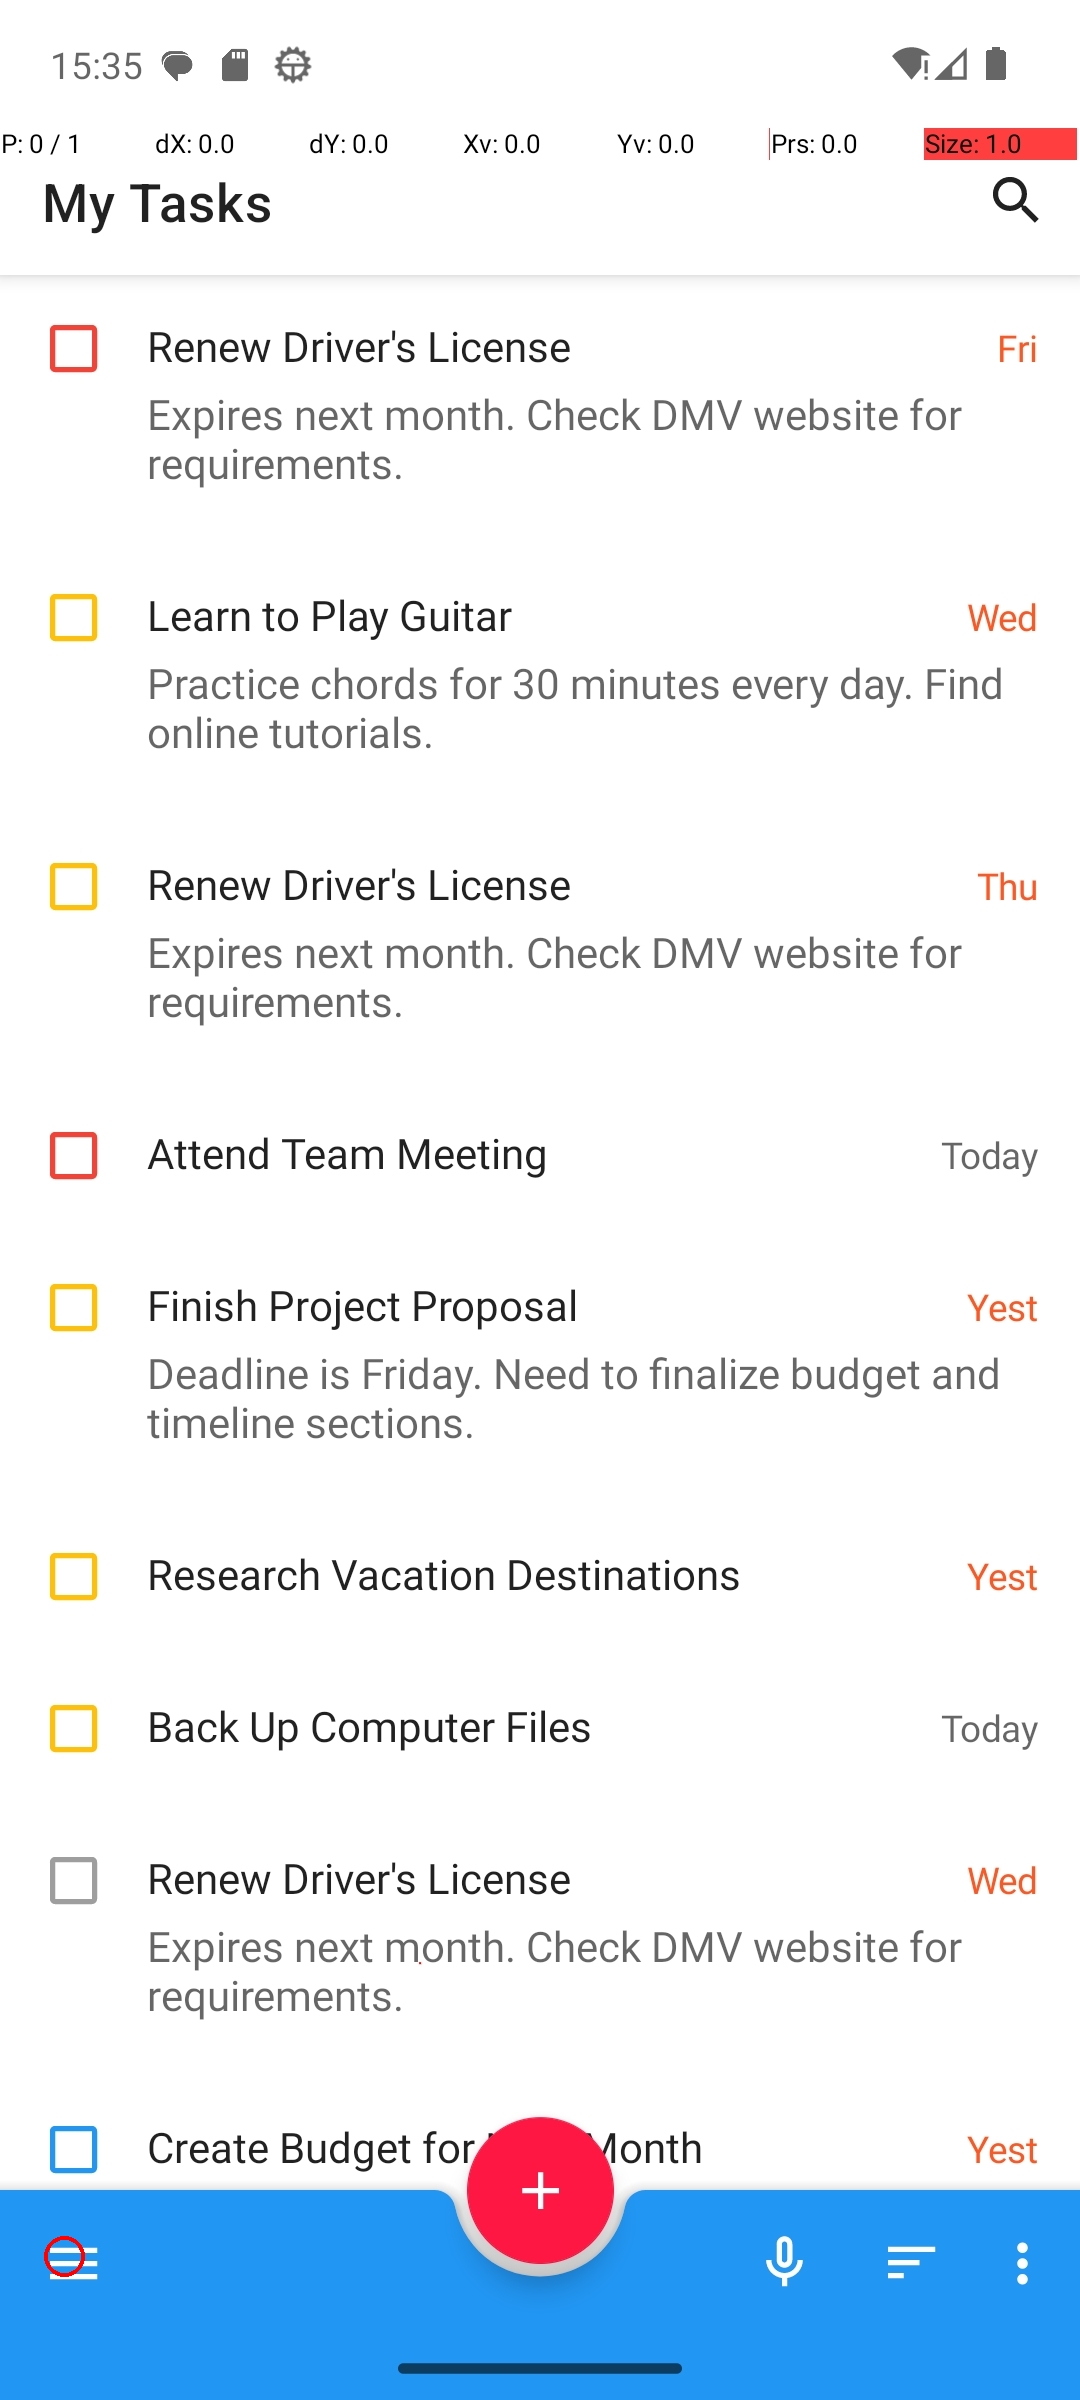 15:35
P: 0 / 1 dX: 0.0 dY: 0.0 Xv: 0.0 Yv: 0.0 Prs: 0.0 Size: 1.0
My Tasks
Renew Driver's License Fri
Expires next month. Check DMV website for
requirements.
Learn to Play Guitar Wed
Practice chords for 30 minutes every day. Find
online tutorials.
Renew Driver's License Thu
Expires next month. Check DMV website for
requirements.
Attend Team Meeting Today
Finish Project Proposal Yest
Deadline is Friday. Need to finalize budget and
timeline sections.
Research Vacation Destinations Yest
Back Up Computer Files Today
Renew Driver's License Wed
Expires next month. Check DMV website for
requirements.
Create Budget for Month Yest